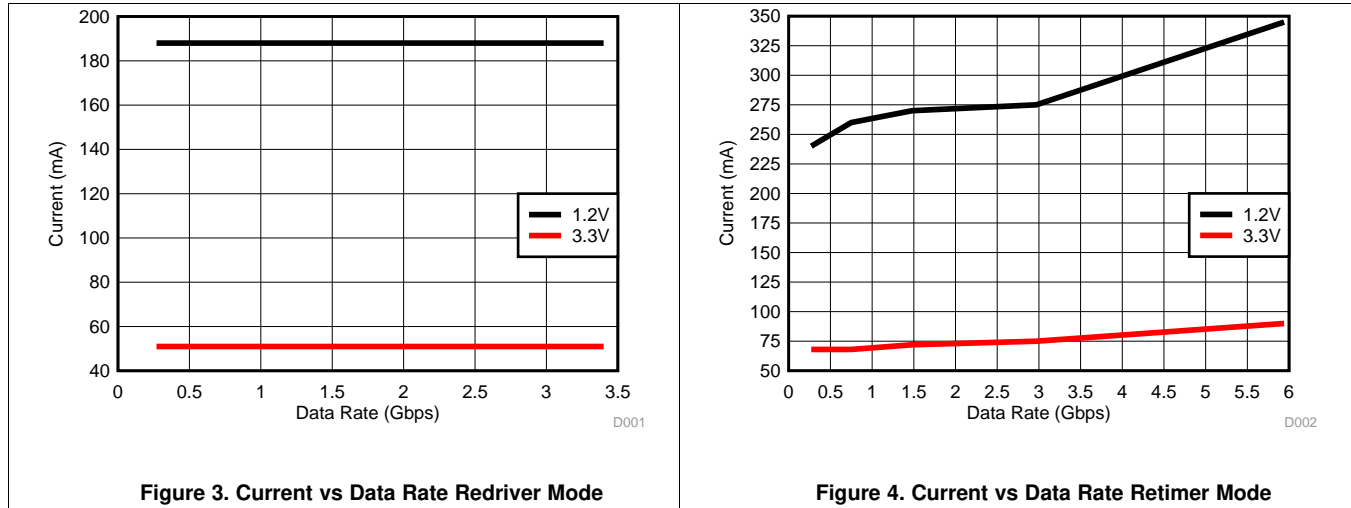 200
180
160
140
120
100
80
60
40
Current (mA)
0 0.5 1 1.5 2 2.5 3 3.5
Data Rate (Gbps)
1.2V
3.3V
D001
Figure 3. Current vs Data Rate Redriver Mode
350
325
300
275
250
225
200
175
150
125
100
75
50
Current (mA)
0 0.5 1 1.5 2 2.5 3 3.5 4 4.5 5 5.5 6
Data Rate (Gbps)
1.2V
3.3V
D002
Figure 4. Current vs Data Rate Retimer Mode